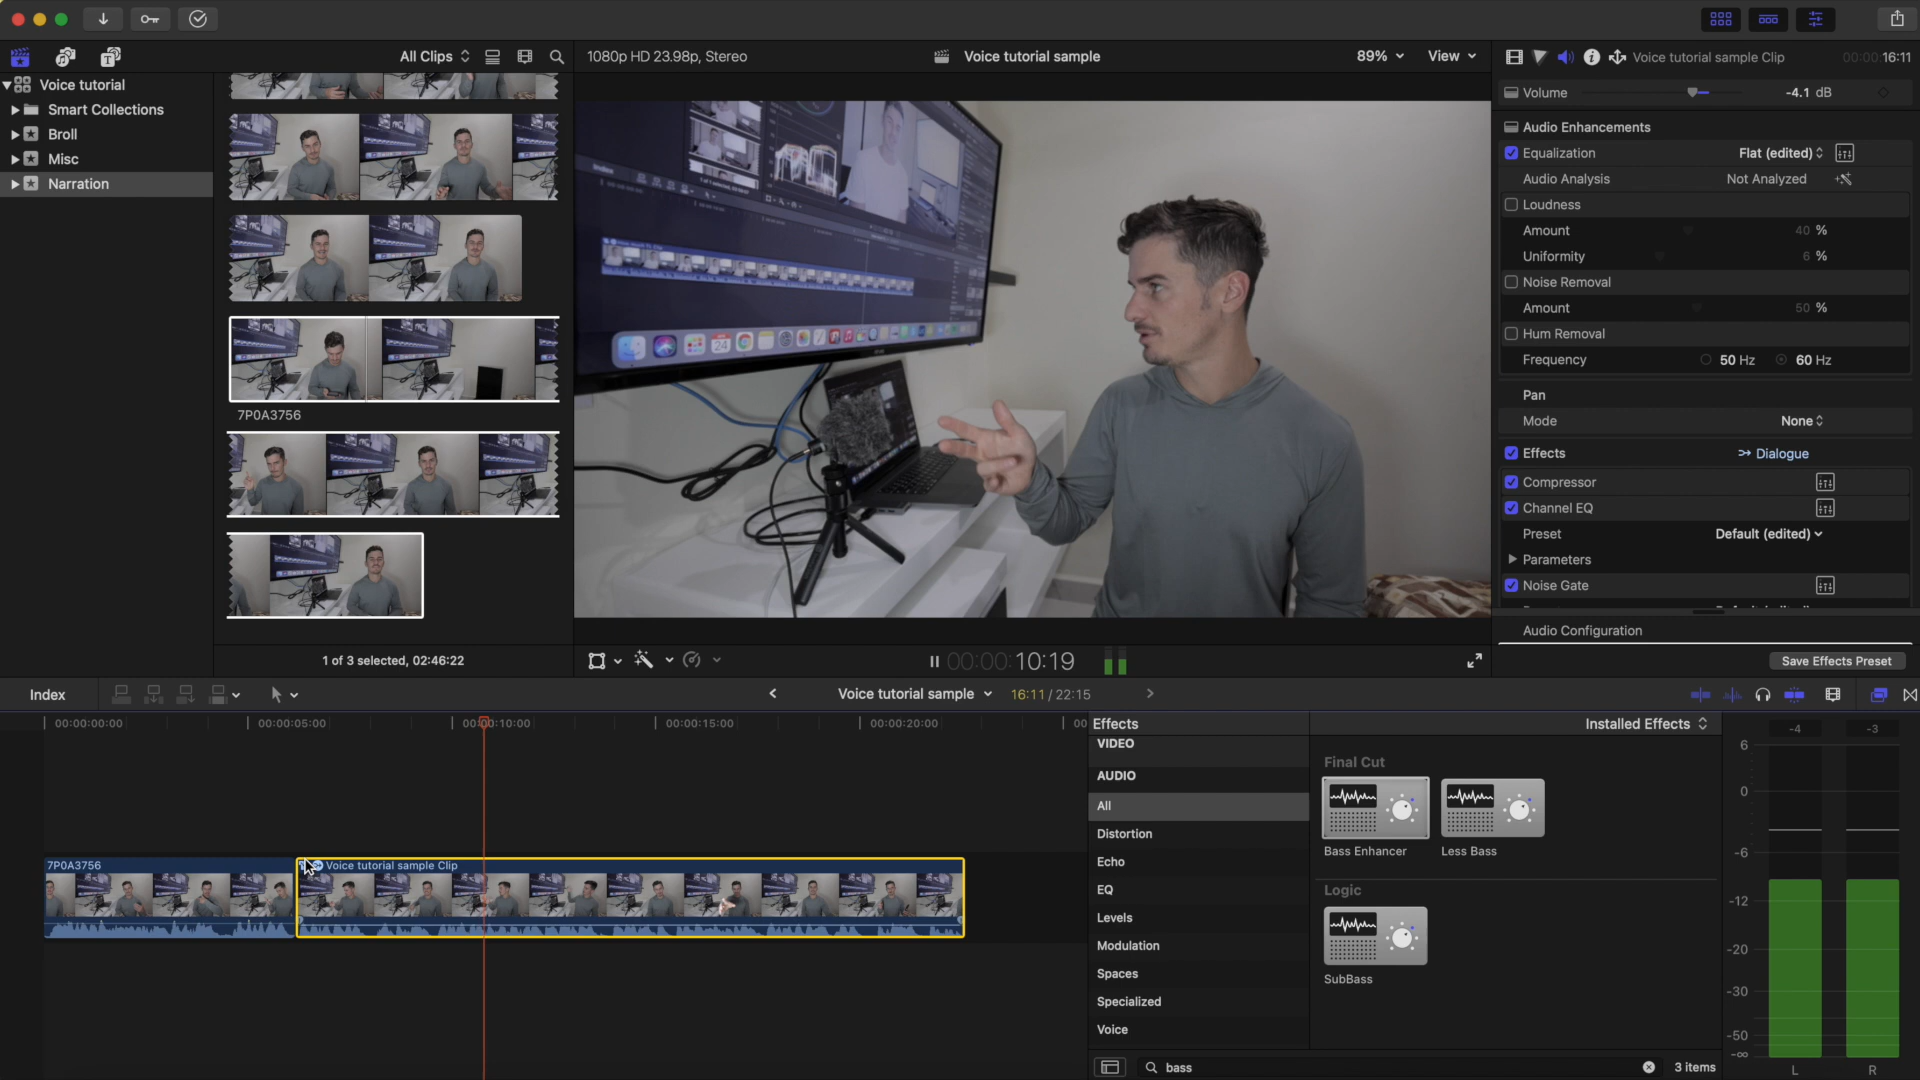 All Clips
1080p HD 23.98p, Stereo
Voice tutorial sample
89%
View
Voice tutorial sample Clip
00:00:16:11
Voice tutorial
Smart Collections
Broll
Misc
Narration
7P0A3756
1 of 3 selected, 02:46:22
00:00:10:19
Volume
-4.1 dB
Audio Enhancements
Equalization
Flat (edited)
Audio Analysis
Not Analyzed
Loudness
Amount
40 %
Uniformity
6 %
Noise Removal
Amount
50 %
Hum Removal
Frequency
50 Hz
60 Hz
Pan
Mode
None
Effects
Dialogue
Compressor
Channel EQ
Preset
Default (edited)
Parameters
Noise Gate
Audio Configuration
Save Effects Preset
Index
Voice tutorial sample
16:11 / 22:15
00:00:00:00
00:00:05:00
00:00:10:00
00:00:15:00
00:00:20:00
00
7P0A3756
Voice tutorial sample Clip
Effects
Installed Effects
VIDEO
AUDIO
All
Distortion
Echo
EQ
Levels
Modulation
Spaces
Specialized
Voice
Final Cut
Bass Enhancer
Less Bass
Logic
SubBass
bass
3 items
-4
-3
6
0
-6
-12
-20
-30
-50
-∞
L
R